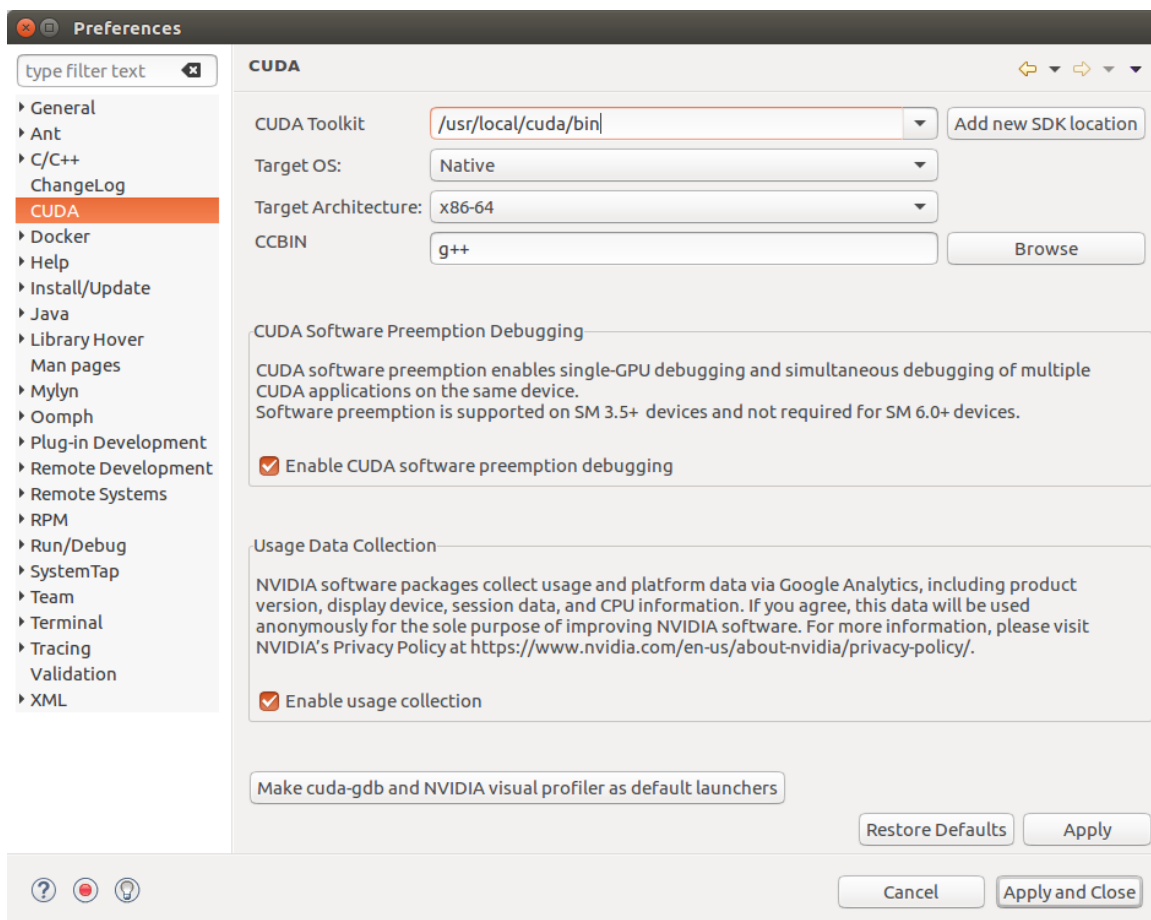 Preferences
type filter text
General
Ant
C/C++
ChangeLog
CUDA
Docker
Help
Install/Update
Java
Library Hover
Man pages
Mylyn
Oomph
Plug-in Development
Remote Development
Remote Systems
RPM
Run/Debug
SystemTap
Team
Terminal
Tracing
Validation
XML
CUDA
CUDA Toolkit /usr/local/cuda/bin Add new SDK location
Target OS: Native
Target Architecture: x86-64
CCBIN g++ Browse
CUDA Software Preemption Debugging
CUDA software preemption enables single-GPU debugging and simultaneous debugging of multiple
CUDA applications on the same device.
Software preemption is supported on SM 3.5+ devices and not required for SM 6.0+ devices.
Enable CUDA software preemption debugging
Usage Data Collection
NVIDIA software packages collect usage and platform data via Google Analytics, including product
version, display device, session data, and CPU information. If you agree, this data will be used
anonymously for the sole purpose of improving NVIDIA software. For more information, please visit
NVIDIA's Privacy Policy at https://www.nvidia.com/en-us/about-nvidia/privacy-policy/.
Enable usage collection
Make cuda-gdb and NVIDIA visual profiler as default launchers
Restore Defaults Apply
? Cancel Apply and Close